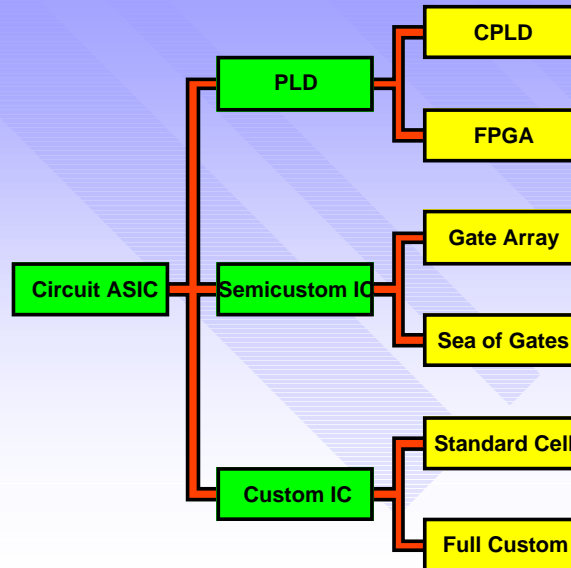 CPLD
PLD
FPGA
Gate Array
Circuit ASIC
Semicustom IC
Sea of Gates
Standard Cell
Custom IC
Full Custom